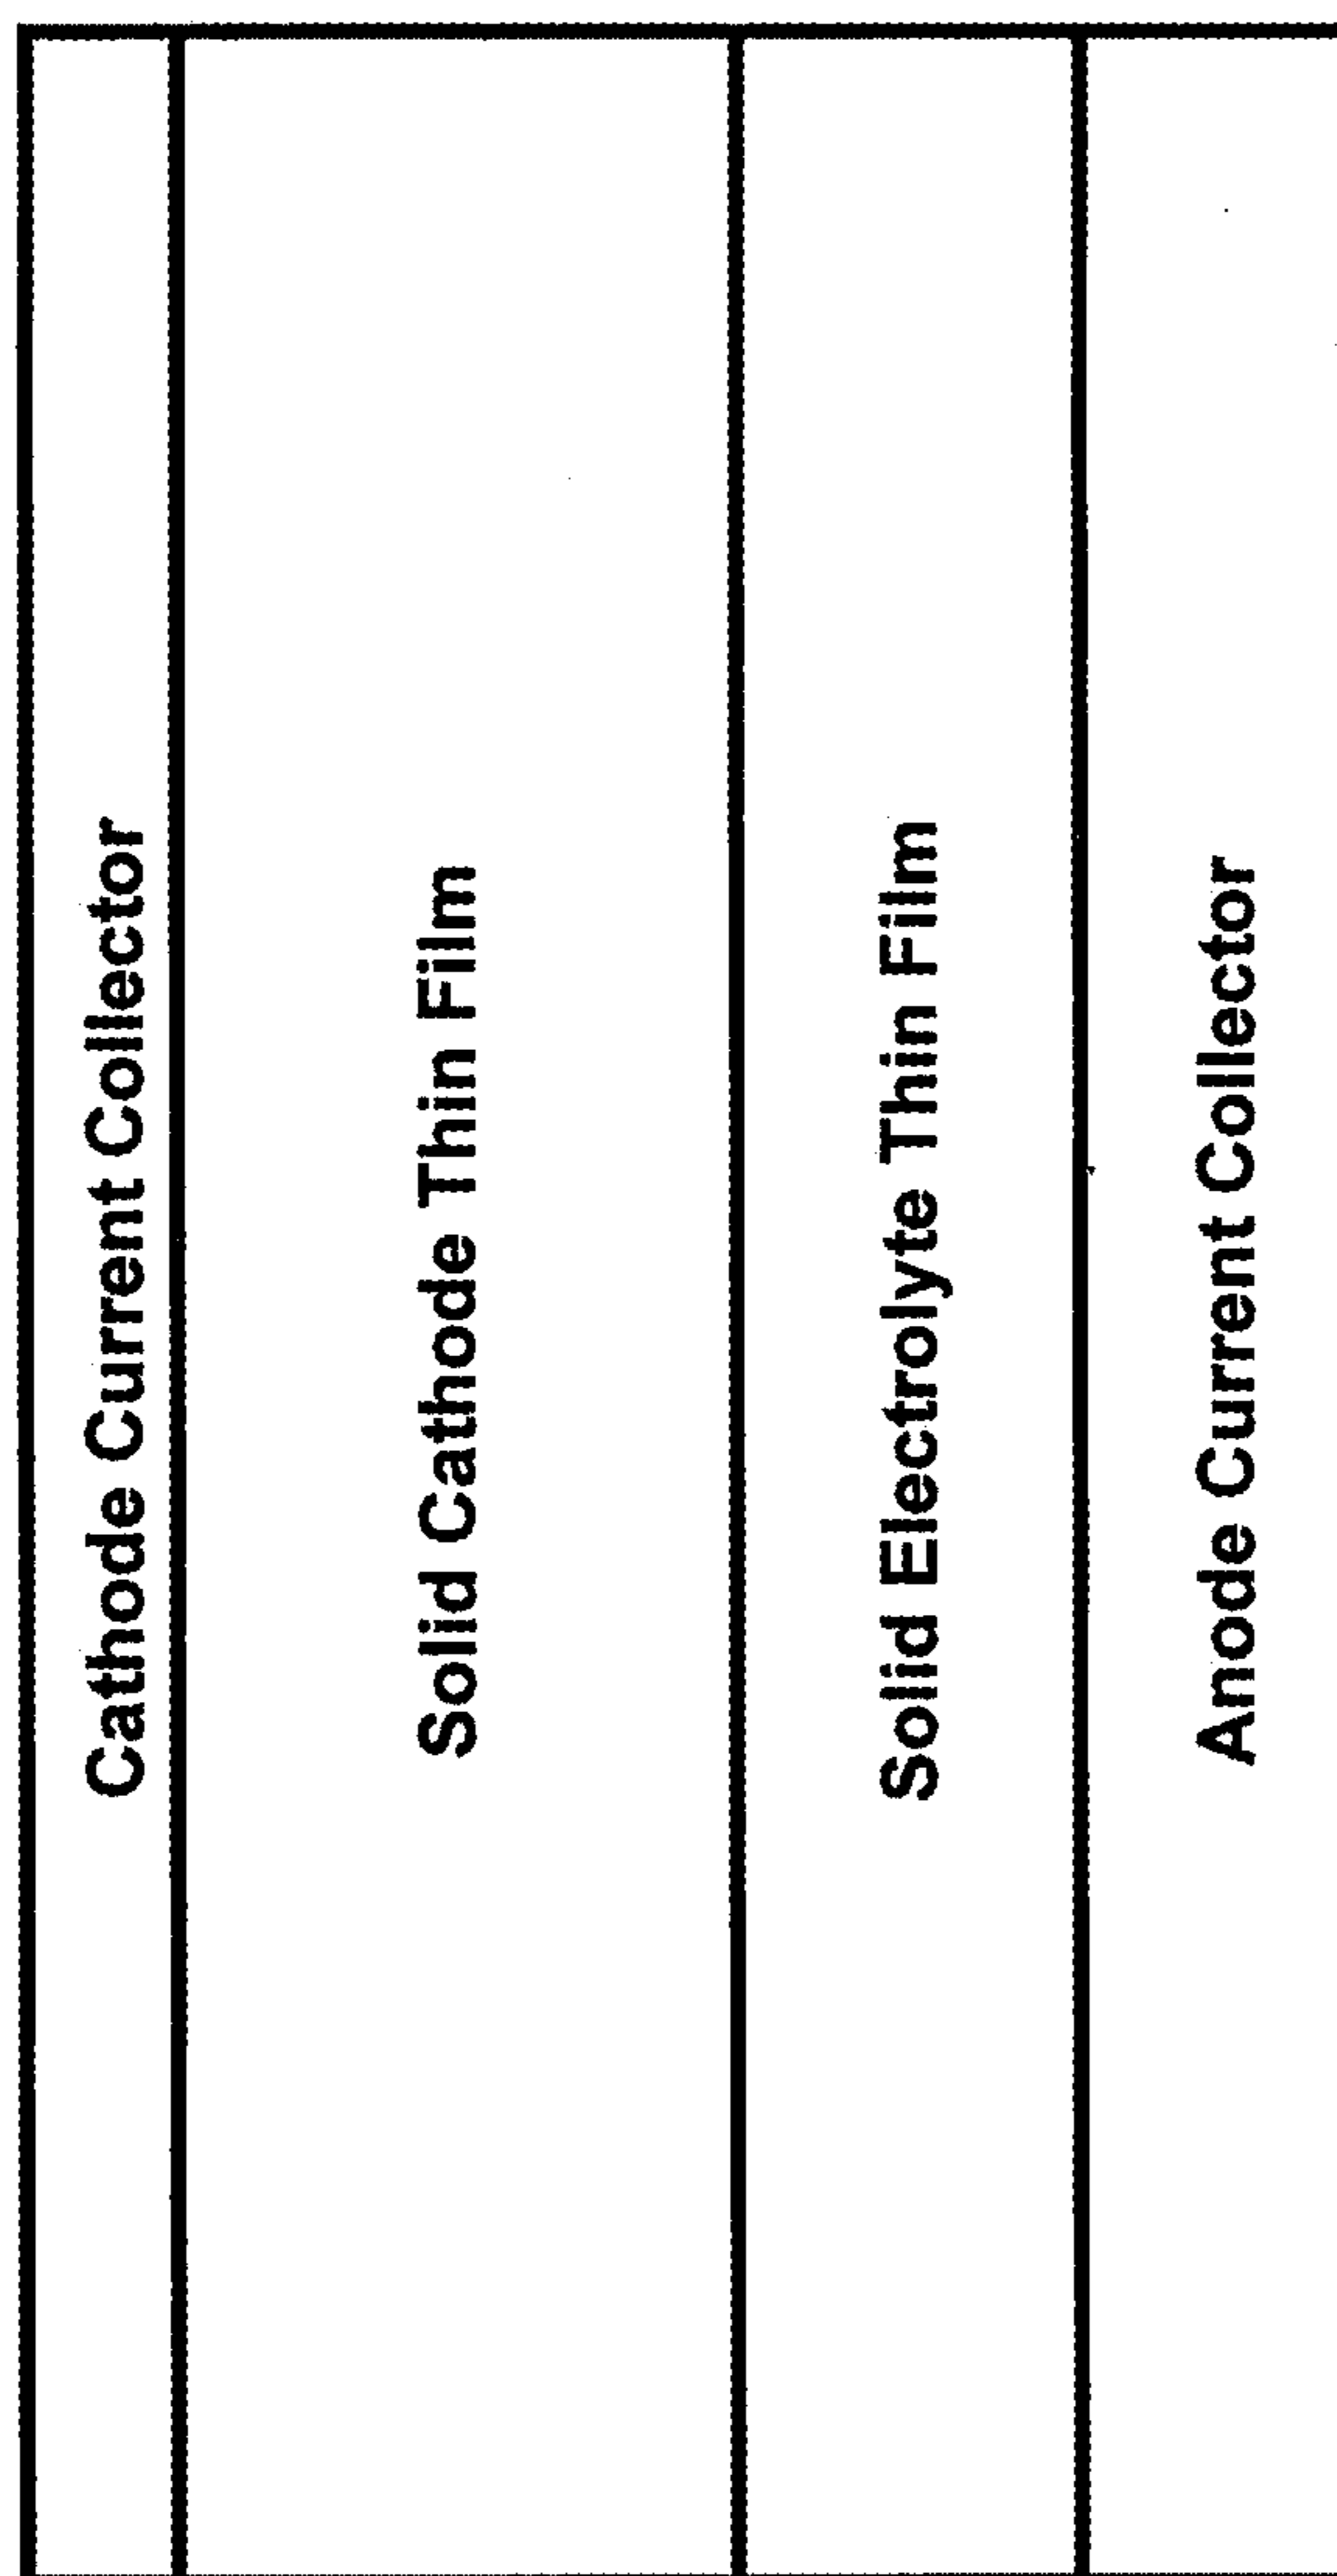 Cathode Current Collector
Solid Cathode Thin Film
Solid Electrolyte Thin Film
Anode Current Collector